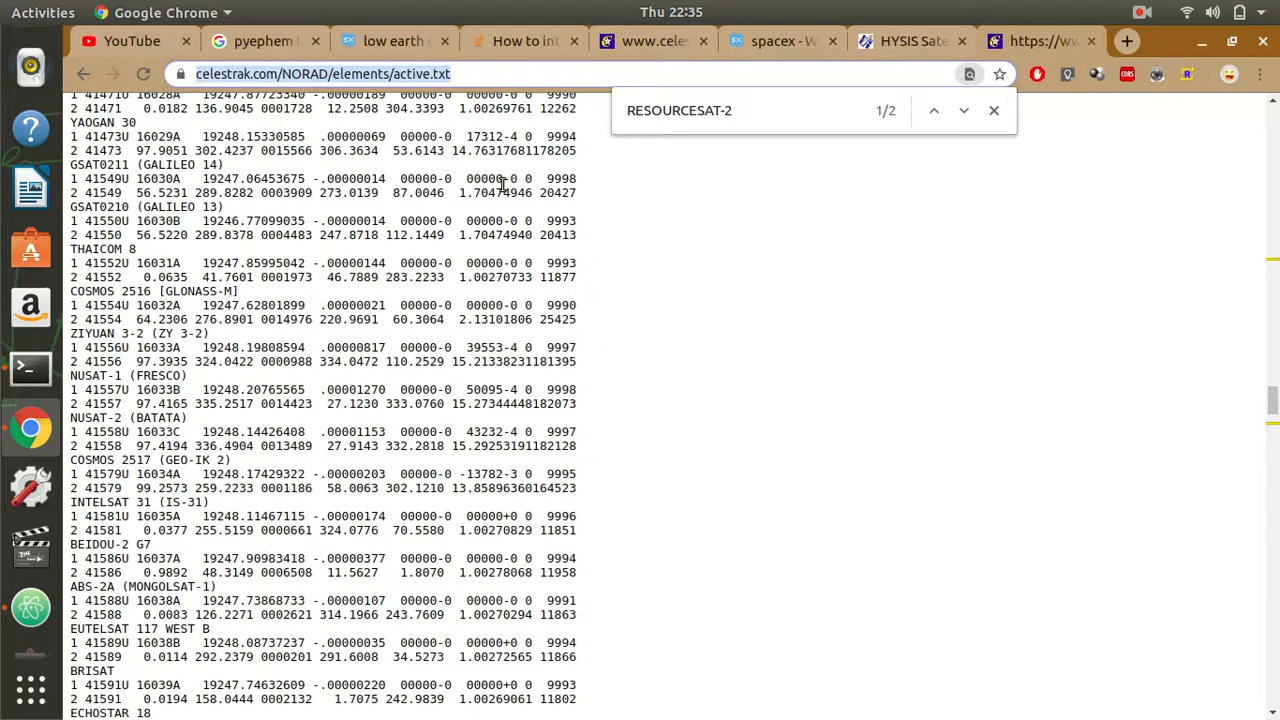 Activities
Google Chrome
Thu 22:35
YouTube
pyephem
low earth
How to in
www.celes
spacex - W
HYSIS Sate
https://ww
celestrak.com/NORAD/elements/active.txt
RESOURCESAT-2
1/2
1 41471U 16028A   19247.87723340 -.00000189  00000-0  00000-0 0  9990
2 41471   0.0182 136.9045 0001728  12.2508 304.3393  1.00269761 12262
YAOGAN 30
1 41473U 16029A   19248.15330585  .00000069  00000-0  17312-4 0  9994
2 41473  97.9051 302.4237 0015566 306.3634  53.6143 14.76317681178205
GSAT0211 (GALILEO 14)
1 41549U 16030A   19247.06453675 -.00000014  00000-0  00000-0 0  9998
2 41549  56.5231 289.8282 0003909 273.0139  87.0046  1.70474946 20427
GSAT0210 (GALILEO 13)
1 41550U 16030B   19246.77099035 -.00000014  00000-0  00000-0 0  9993
2 41550  56.5220 289.8378 0004483 247.8718 112.1449  1.70474940 20413
THAICOM 8
1 41552U 16031A   19247.85995042 -.00000144  00000-0  00000-0 0  9993
2 41552   0.0635  41.7601 0001973  46.7889 283.2233  1.00270733 11877
COSMOS 2516 [GLONASS-M]
1 41554U 16032A   19247.62801899  .00000021  00000-0  00000-0 0  9990
2 41554  64.2306 276.8901 0014976 220.9691  60.3064  2.13101806 25425
ZIYUAN 3-2 (ZY 3-2)
1 41556U 16033A   19248.19808594  .00000817  00000-0  39553-4 0  9997
2 41556  97.3935 324.0422 0000988 334.0472 110.2529 15.21338231181395
NUSAT-1 (FRESCO)
1 41557U 16033B   19248.20765565  .00001270  00000-0  50095-4 0  9998
2 41557  97.4165 335.2517 0014423  27.1230 333.0760 15.27344448182073
NUSAT-2 (BATATA)
1 41558U 16033C   19248.14426408  .00001153  00000-0  43232-4 0  9997
2 41558  97.4194 336.4904 0013489  27.9143 332.2818 15.29253191182128
COSMOS 2517 (GEO-IK 2)
1 41579U 16034A   19248.17429322 -.00000203  00000-0 -13782-3 0  9995
2 41579  99.2573 259.2233 0001186  58.0063 302.1210 13.85896360164523
INTELSAT 31 (IS-31)
1 41581U 16035A   19248.11467115 -.00000174  00000-0  00000+0 0  9996
2 41581   0.0377 255.5159 0000661 324.0776  70.5580  1.00270829 11851
BEIDOU-2 G7
1 41586U 16037A   19247.90983418 -.00000377  00000-0  00000-0 0  9994
2 41586   0.9892  48.3149 0006508  11.5627   1.8070  1.00278068 11958
ABS-2A (MONGOLSAT-1)
1 41588U 16038A   19247.73868733 -.00000107  00000-0  00000-0 0  9991
2 41588   0.0083 126.2271 0002621 314.1966 243.7609  1.00270294 11863
EUTELSAT 117 WEST B
1 41589U 16038B   19248.08737237 -.00000035  00000-0  00000+0 0  9994
2 41589   0.0114 292.2379 0000201 291.6008  34.5273  1.00272565 11866
BRISAT
1 41591U 16039A   19247.74632609 -.00000220  00000-0  00000+0 0  9993
2 41591   0.0194 158.0444 0002132   1.7075 242.9839  1.00269061 11802
ECHOSTAR 18